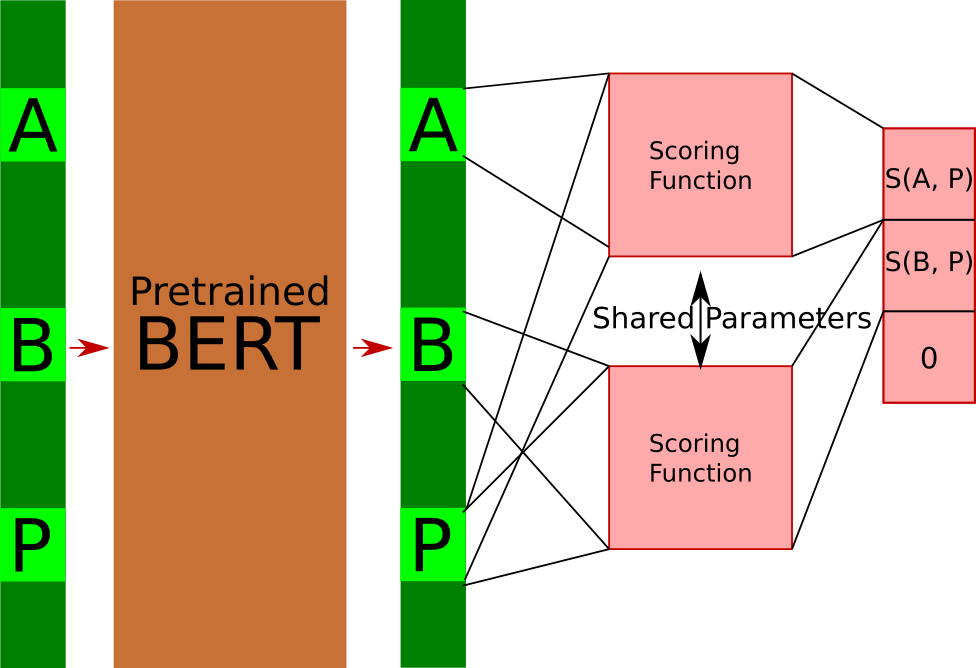 A
B
P
Pretrained
BERT
A
B
P
Scoring
Function
Shared Parameters
Scoring
Function
S(A, P)
S(B, P)
0